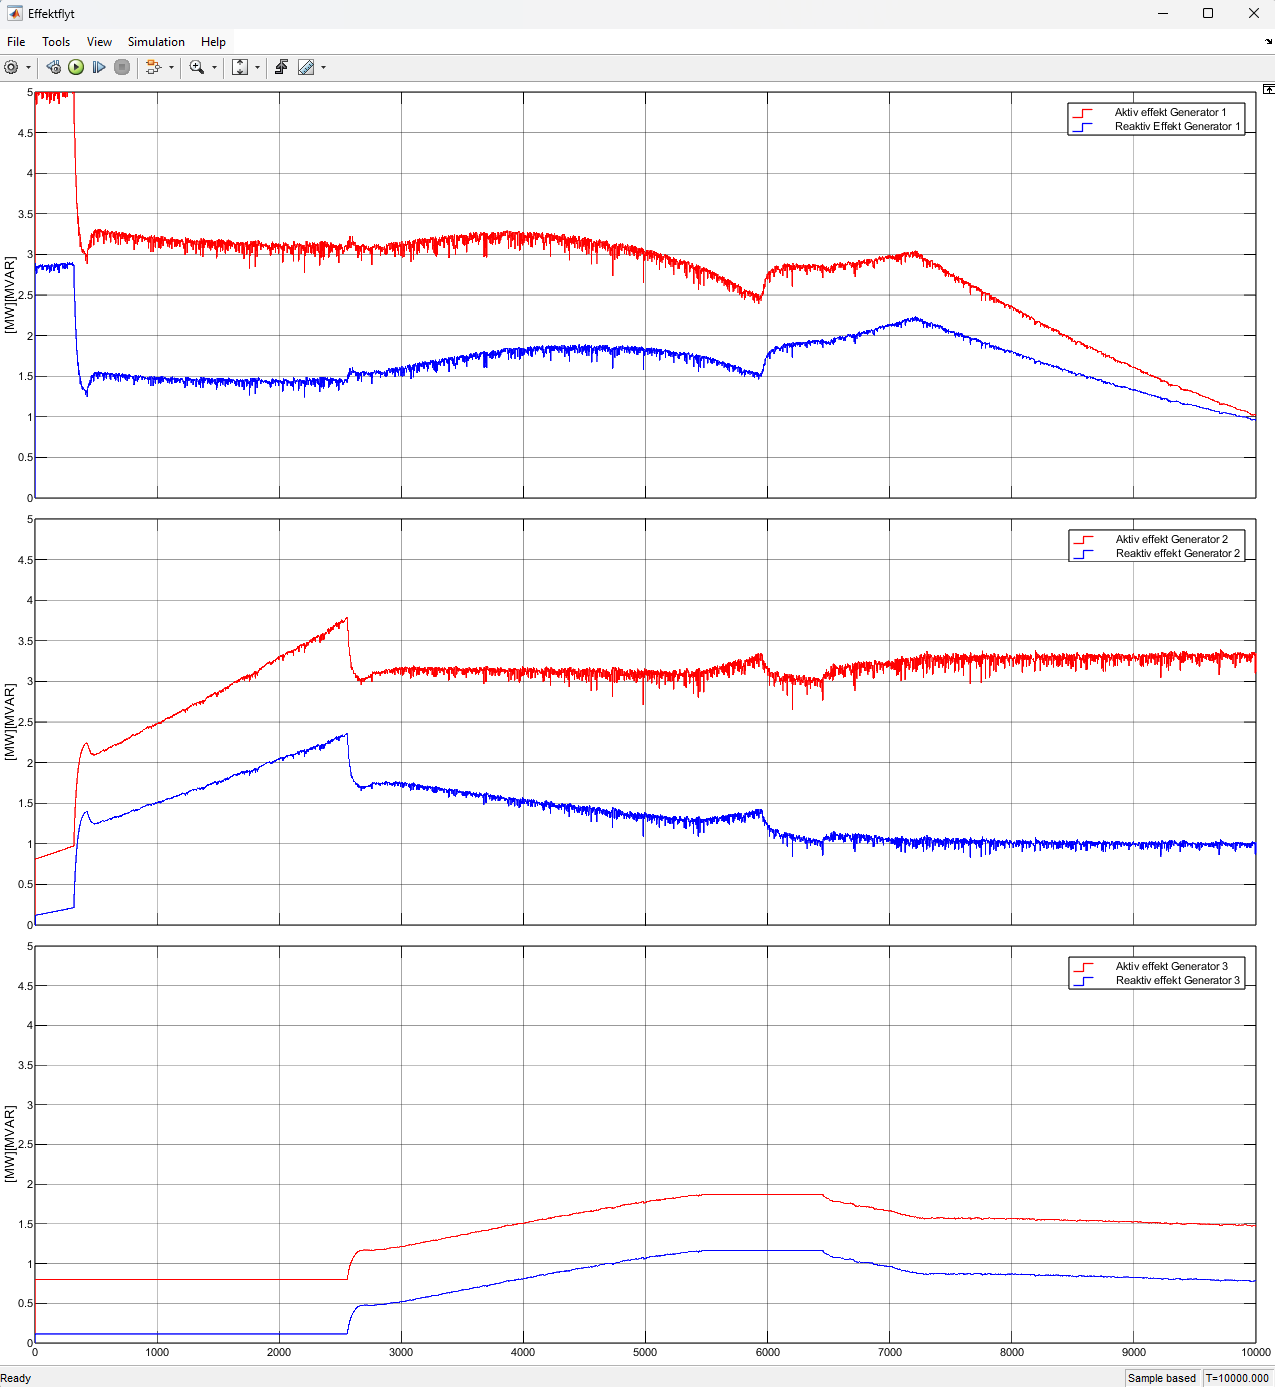 Effektflyt
File Tools View Simulation Help
5
4.5
4
3.5
3
2.5
2
1.5
1
0.5
0
[MW][MVAR]
Aktiv effekt Generator 1
Reaktiv Effekt Generator 1
5
4.5
4
3.5
3
2.5
2
1.5
1
0.5
0
[MW][MVAR]
Aktiv effekt Generator 2
Reaktiv effekt Generator 2
5
4.5
4
3.5
3
2.5
2
1.5
1
0.5
0
[MW][MVAR]
Aktiv effekt Generator 3
Reaktiv effekt Generator 3
0 1000 2000 3000 4000 5000 6000 7000 8000 9000 10000
Ready Sample based T=10000.000